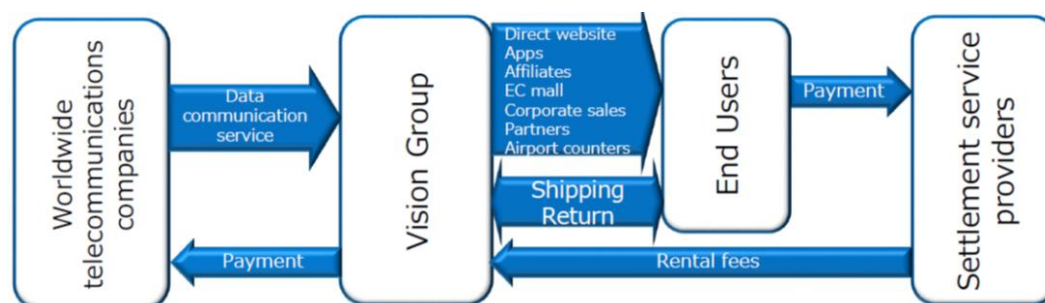 Worldwide
telecommunications
companies
Data
communication
service
Payment
Vision Group
Direct website
Apps
Affiliates
EC mall
Corporate sales
Partners
Airport counters
Shipping
Return
End Users
Payment
Rental fees
Settlement service
providers